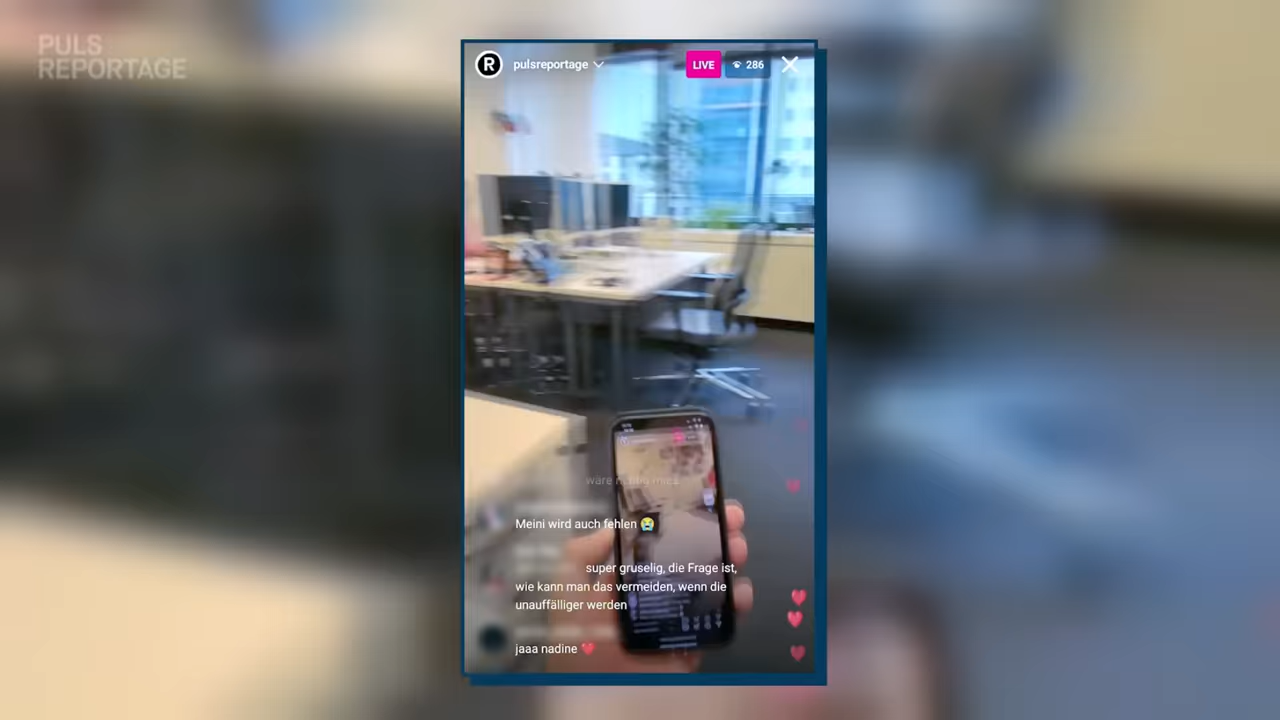 PULS
REPORTAGE
R pulsreportage LIVE 286
Meini wird auch fehlen 😭
super gruselig, die Frage ist,
wie kann man das vermeiden, wenn die
unauffälliger werden
jaaa nadine ❤️